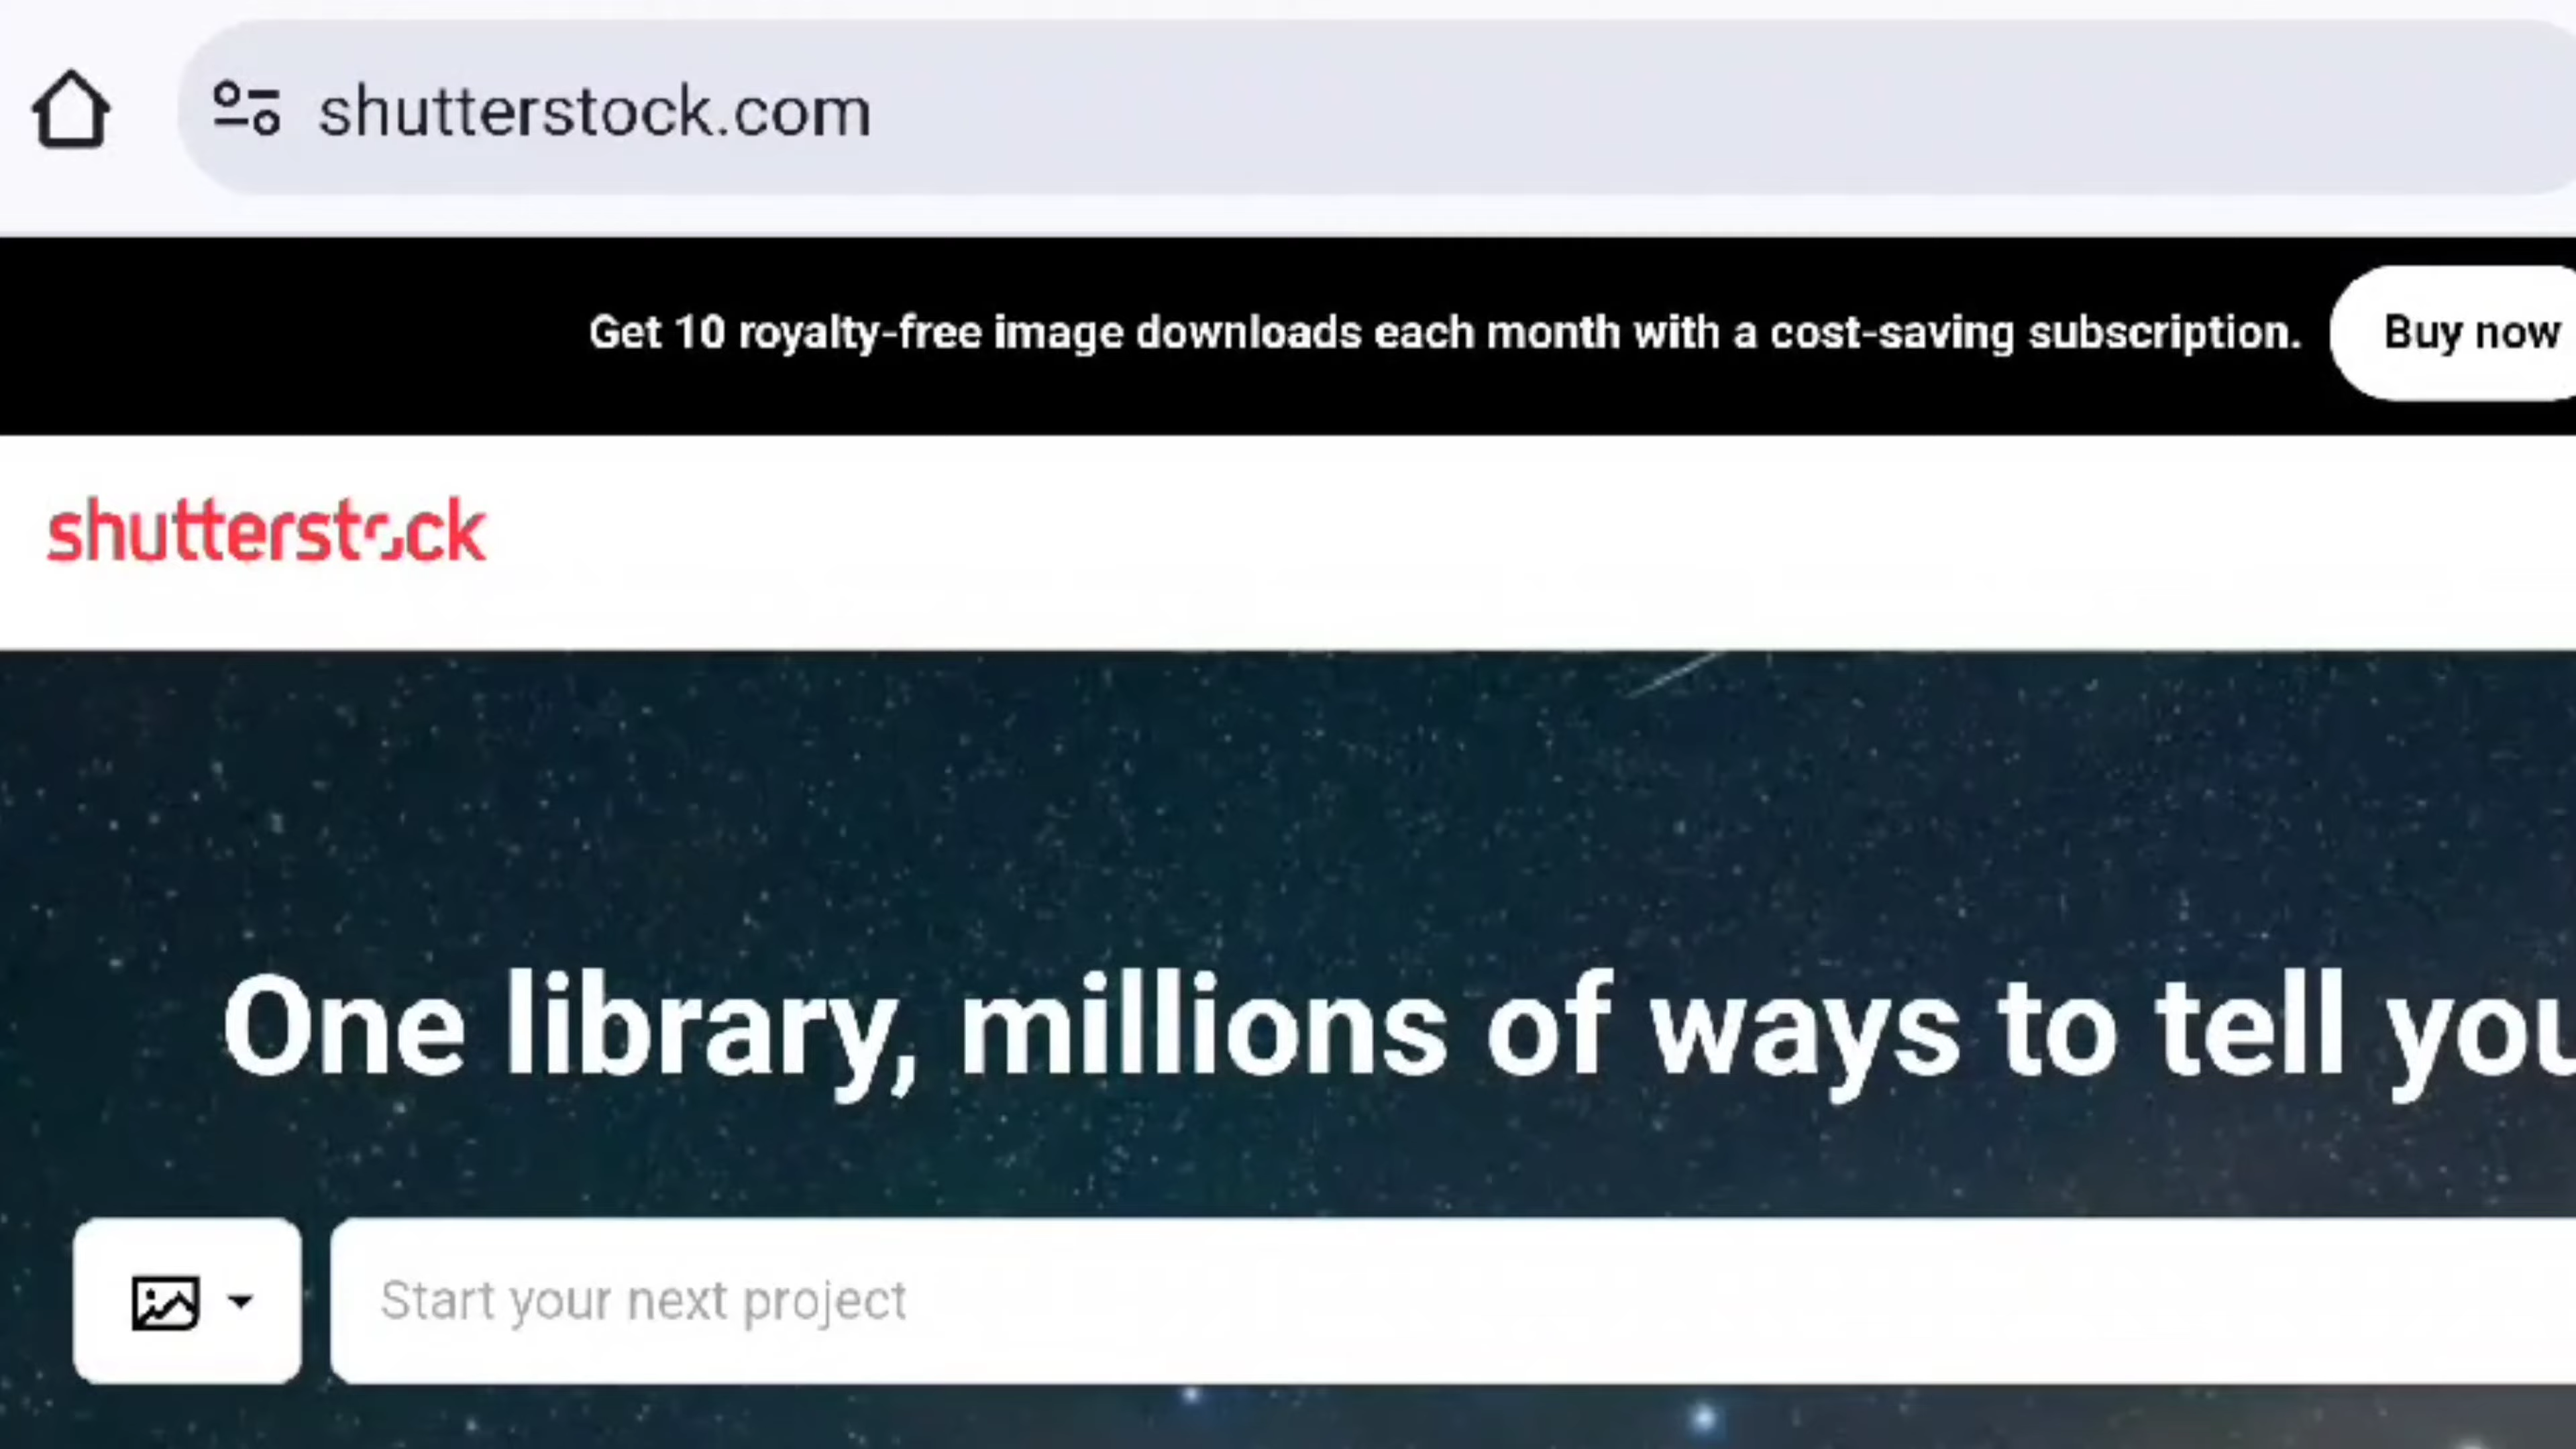 shutterstock.com
Get 10 royalty-free image downloads each month with a cost-saving subscription.
Buy now
shutterstock
One library, millions of ways to tell you
Start your next project